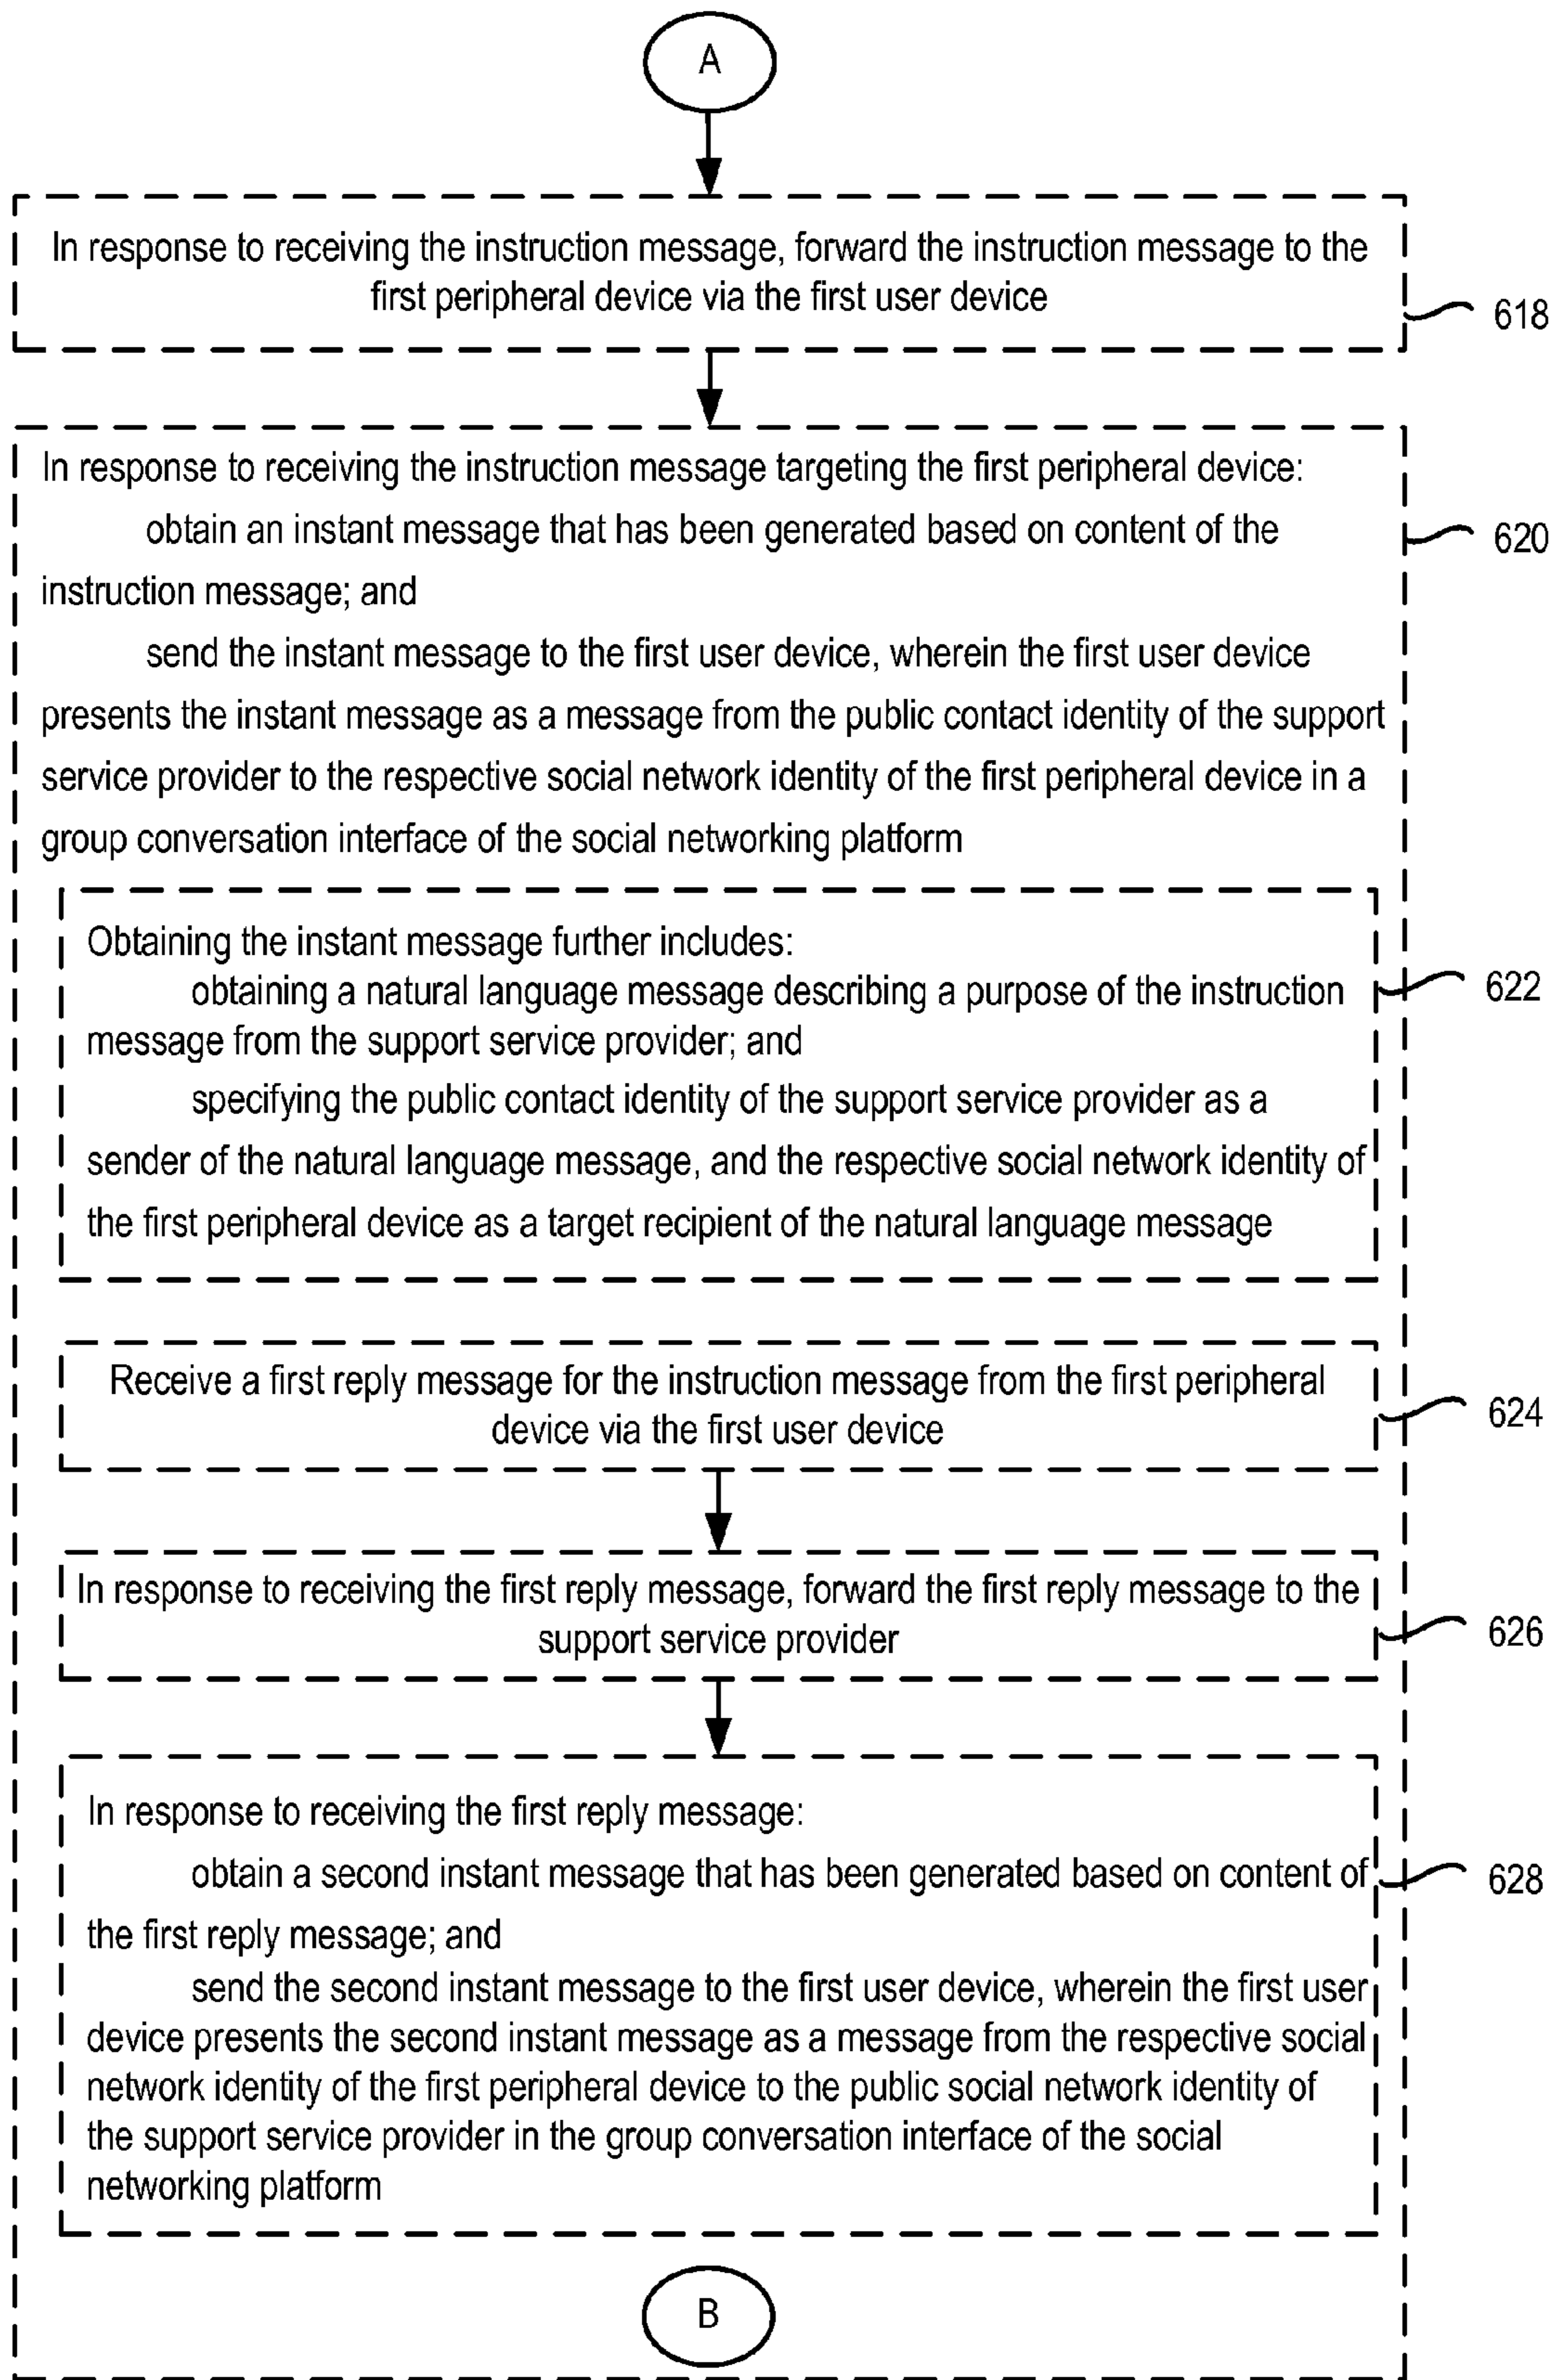 A
In response to receiving the instruction message, forward the instruction message to the
first peripheral device via the first user device
618
In response to receiving the instruction message targeting the first peripheral device:
obtain an instant message that has been generated based on content of the
instruction message; and
send the instant message to the first user device, wherein the first user device
presents the instant message as a message from the public contact identity of the support
service provider to the respective social network identity of the first peripheral device in a
group conversation interface of the social networking platform
620
Obtaining the instant message further includes:
obtaining a natural language message describing a purpose of the instruction
message from the support service provider; and
specifying the public contact identity of the support service provider as a
sender of the natural language message, and the respective social network identity of
the first peripheral device as a target recipient of the natural language message
622
Receive a first reply message for the instruction message from the first peripheral
device via the first user device
624
In response to receiving the first reply message, forward the first reply message to the
support service provider
626
In response to receiving the first reply message:
obtain a second instant message that has been generated based on content of
the first reply message; and
send the second instant message to the first user device, wherein the first user
device presents the second instant message as a message from the respective social
network identity of the first peripheral device to the public social network identity of
the support service provider in the group conversation interface of the social
networking platform
628
B